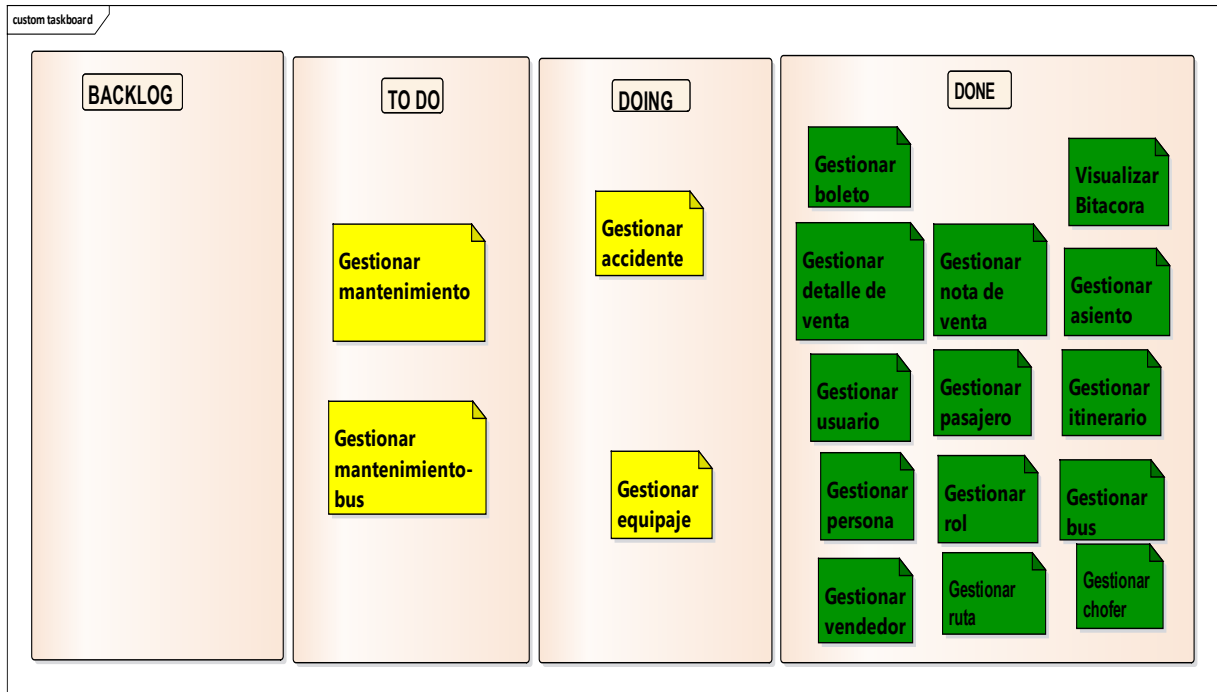 custom taskboard
BACKLOG
TO DO
Gestionar
mantenimiento
Gestionar
mantenimiento-
bus
DOING
Gestionar
accidente
Gestionar
equipaje
DONE
Gestionar
boleto
Visualizar
Bitacora
Gestionar
detalle de
venta
Gestionar
nota de
venta
Gestionar
asiento
Gestionar
usuario
Gestionar
pasajero
Gestionar
itinerario
Gestionar
persona
Gestionar
rol
Gestionar
bus
Gestionar
vendedor
Gestionar
ruta
Gestionar
chofer